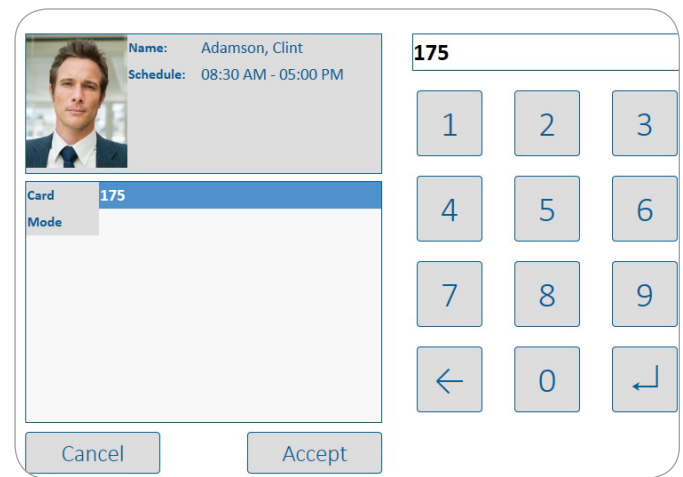 Name: Adamson, Clint
Schedule: 08:30 AM - 05:00 PM
Card 175
Mode
Cancel Accept
175
1 2 3
4 5 6
7 8 9
← 0 ↵